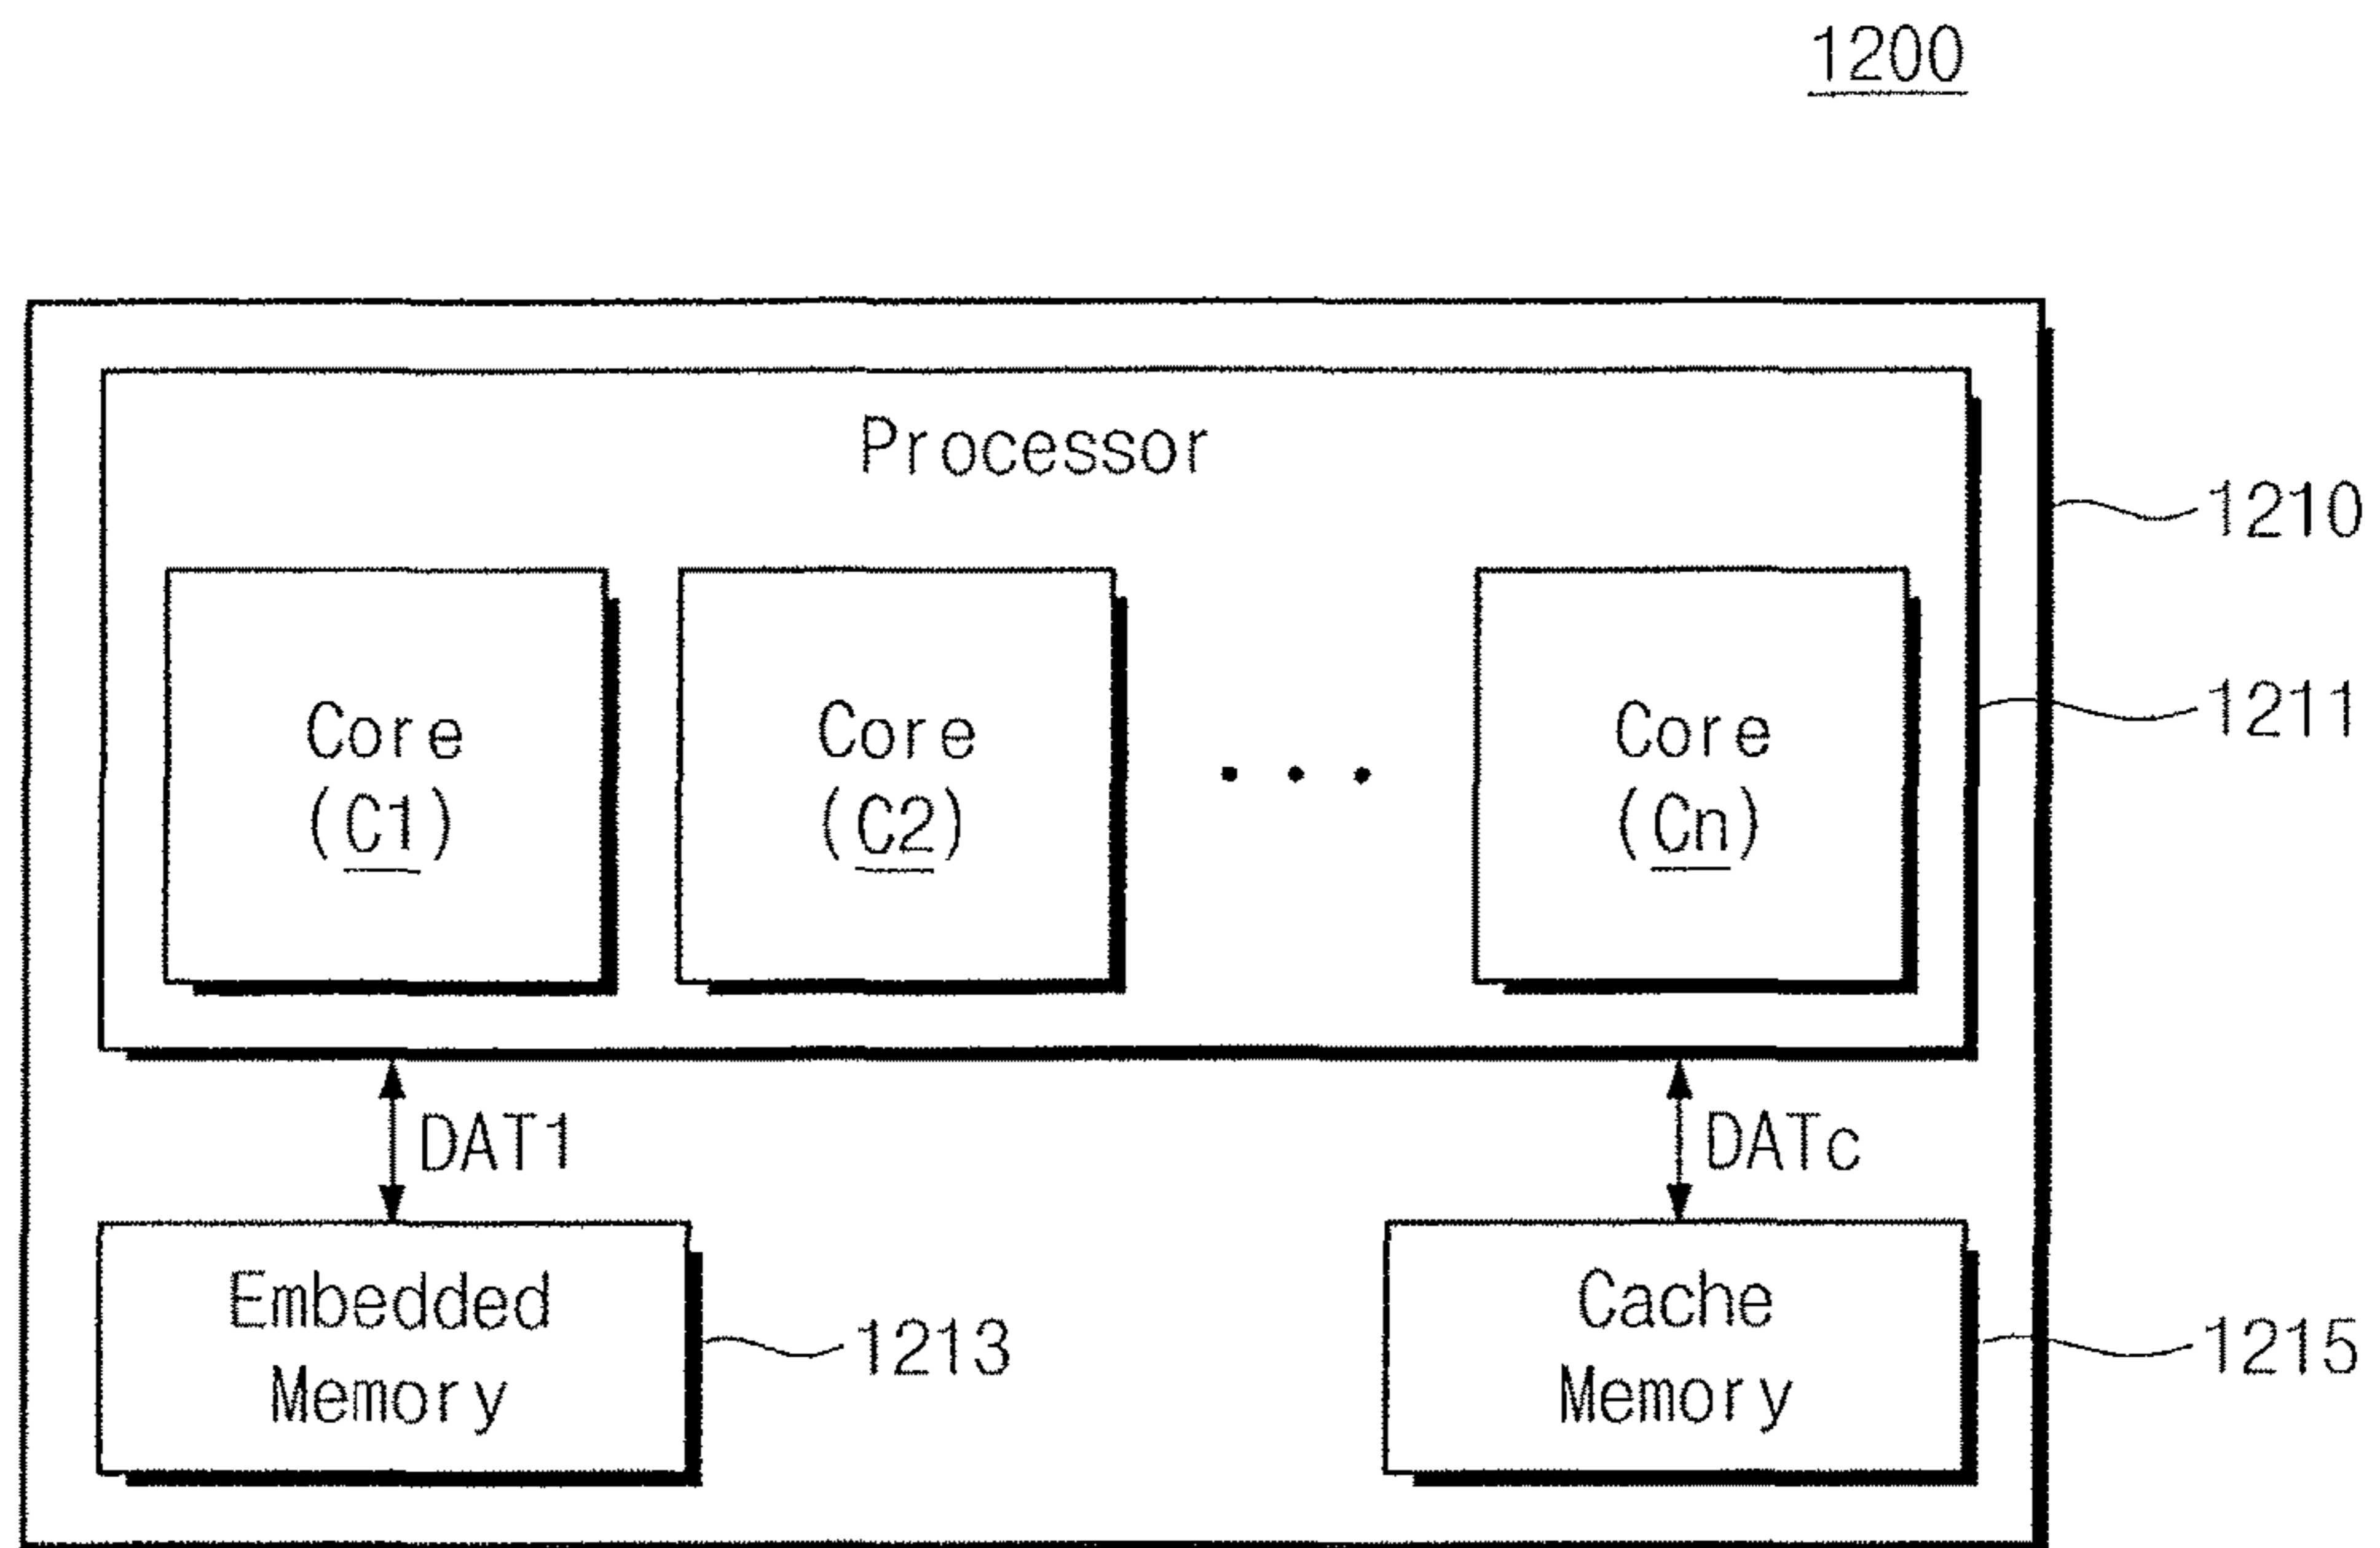 1200
Processor
1210
Core
(C1)
Core
(C2)
Core
(Cn)
1211
DAT1
DATc
Embedded
Memory
1213
Cache
Memory
1215